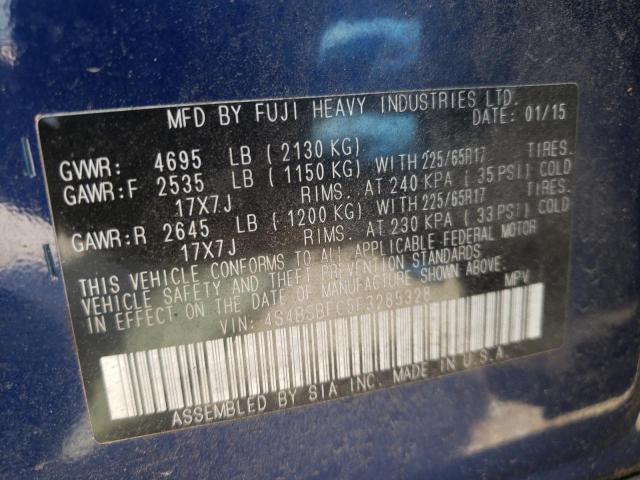 MFD BY FUJI HEAVY INDUSTRIES LTD.
DATE: 01/15
GVWR: 4695 LB (2130 KG)
GAWR:F 2535 LB (1150 KG) WITH 225/65R17 TIRES.
17X7J RIMS. AT 240 KPA (35 PSI) COLD
GAWR:R 2645 LB (1200 KG) WITH 225/65R17 TIRES.
17X7J RIMS. AT 230 KPA (33 PSI) COLD
THIS VEHICLE CONFORMS TO ALL APPLICABLE FEDERAL MOTOR
VEHICLE SAFETY AND THEFT PREVENTION STANDARDS
IN EFFECT ON THE DATE OF MANUFACTURE SHOWN ABOVE.
VIN: 4S4BSBFC6F3285328 MPV
ASSEMBLED BY SIA INC. MADE IN U.S.A.